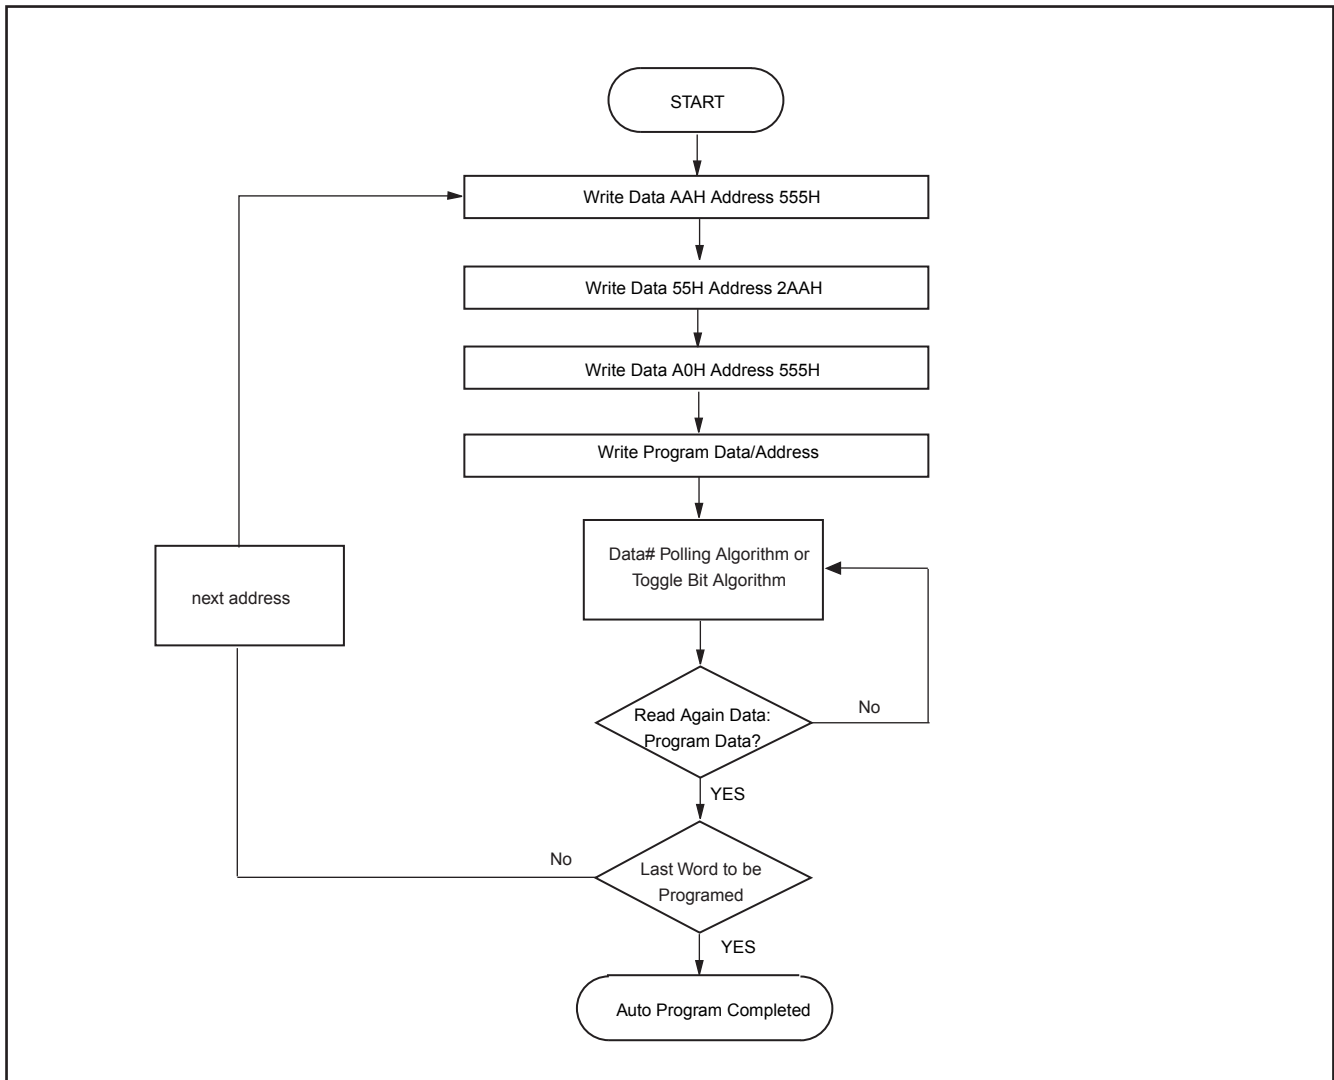 START
Write Data AAH Address 555H
Write Data 55H Address 2AAH
Write Data A0H Address 555H
Write Program Data/Address
Data# Polling Algorithm or
Toggle Bit Algorithm
next address
Read Again Data:
Program Data?
No
YES
No
Last Word to be
Programed
YES
Auto Program Completed